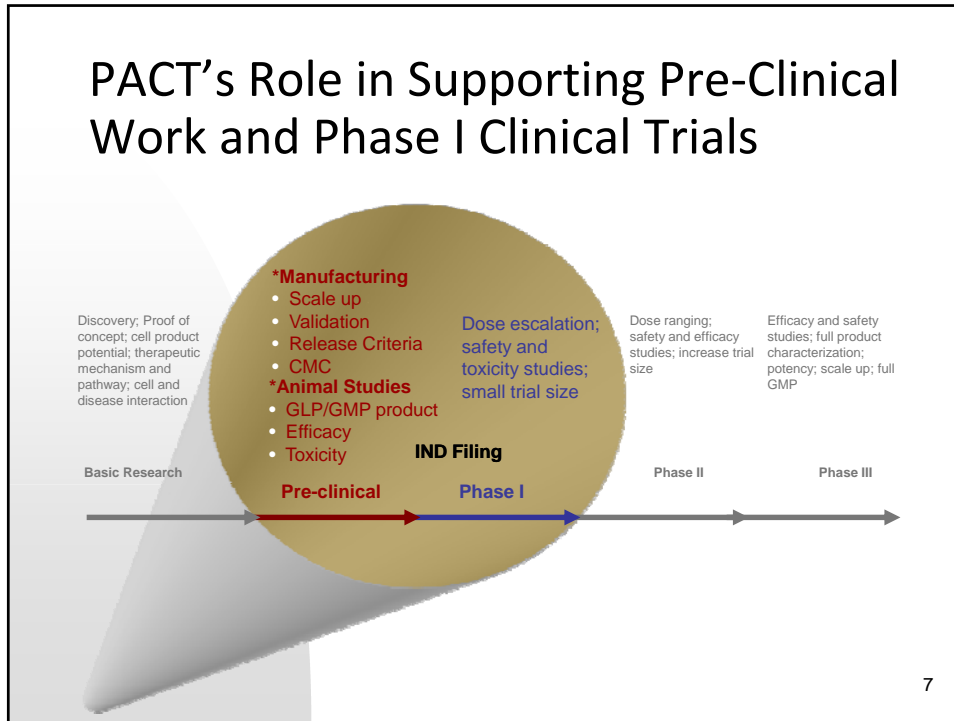 PACT's Role in Supporting Pre-Clinical
Work and Phase I Clinical Trials
Discovery; Proof of
concept; cell product
potential; therapeutic
mechanism and
pathway; cell and
disease interaction
Basic Research
*Manufacturing
• Scale up
• Validation
• Release Criteria
• CMC
*Animal Studies
• GLP/GMP product
• Efficacy
• Toxicity
Pre-clinical
Dose escalation;
safety and
toxicity studies;
small trial size
IND Filing
Phase I
Dose ranging;
safety and efficacy
studies; increase trial
size
Phase II
Efficacy and safety
studies; full product
characterization;
potency; scale up; full
GMP
Phase III
7